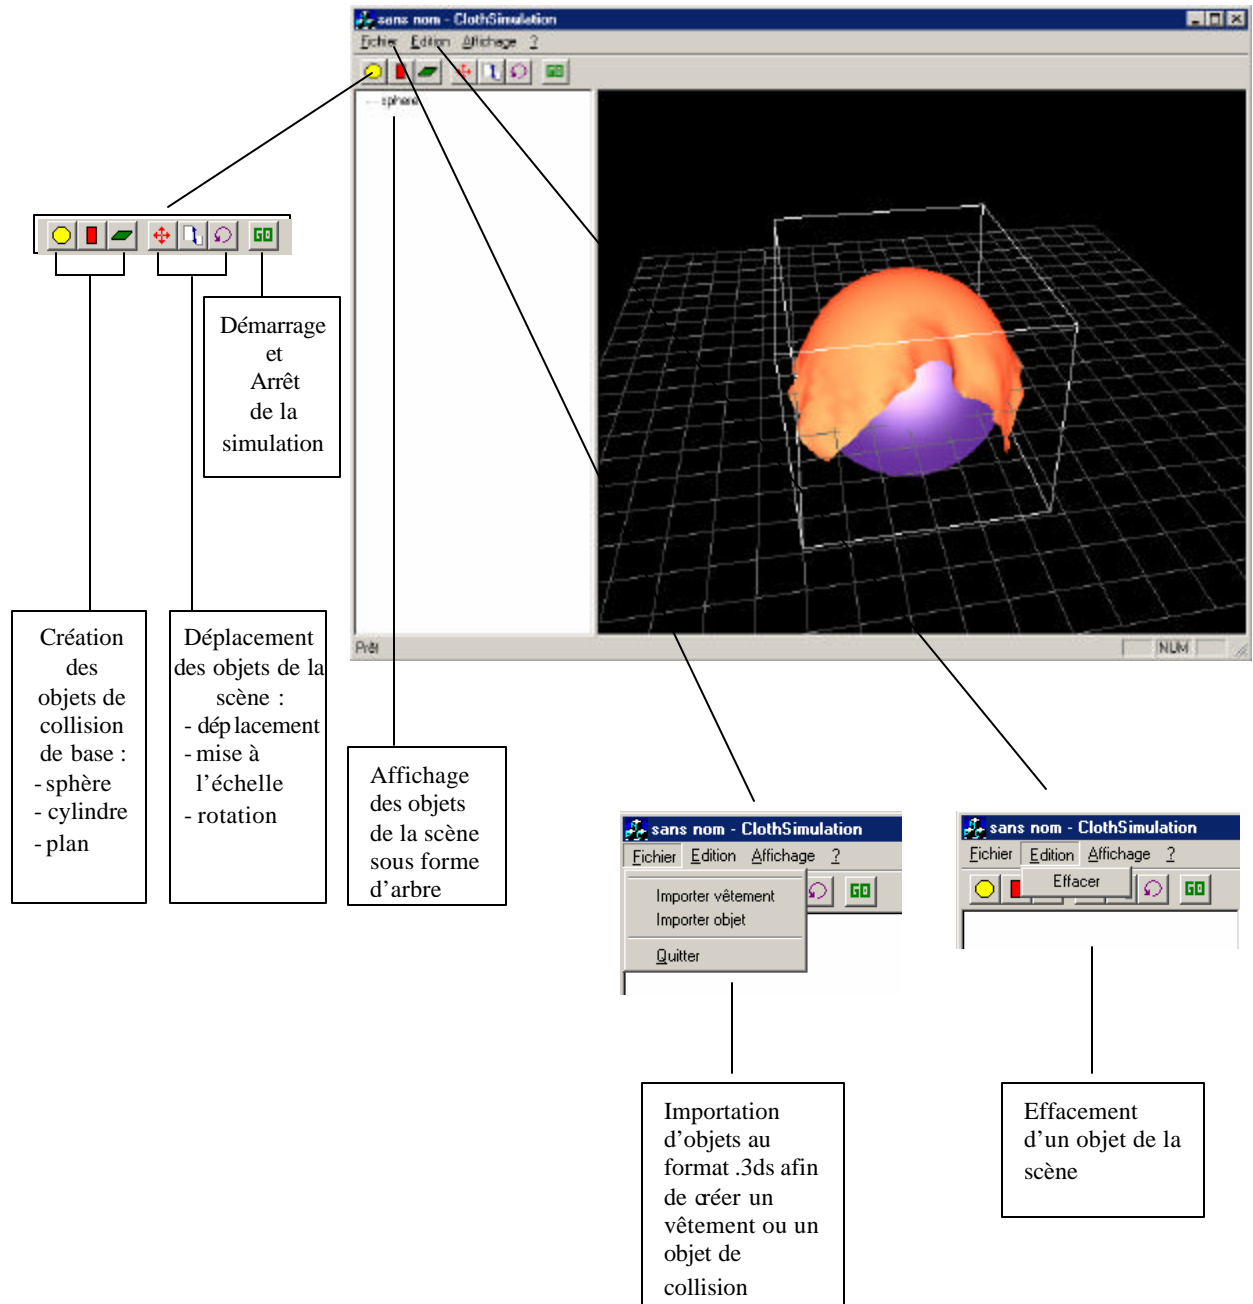 sans nom - ClothSimulation
Fichier Edition Affichage ?
sphere
Prêt
NUM
Démarrage
et
Arrêt
de la
simulation
Création
des
objets de
collision
de base :
- sphère
- cylindre
- plan
Déplacement
des objets de la
scène :
- déplacement
- mise à
l’échelle
- rotation
Affichage
des objets
de la scène
sous forme
d’arbre
GO
sans nom - ClothSimulation
Fichier Edition Affichage ?
GO
Importer vêtement
Importer objet
Quitter
sans nom - ClothSimulation
Fichier Edition Affichage ?
Effacer
GO
Importation
d’objets au
format .3ds afin
de créer un
vêtement ou un
objet de
collision
Effacement
d’un objet de la
scène
GO